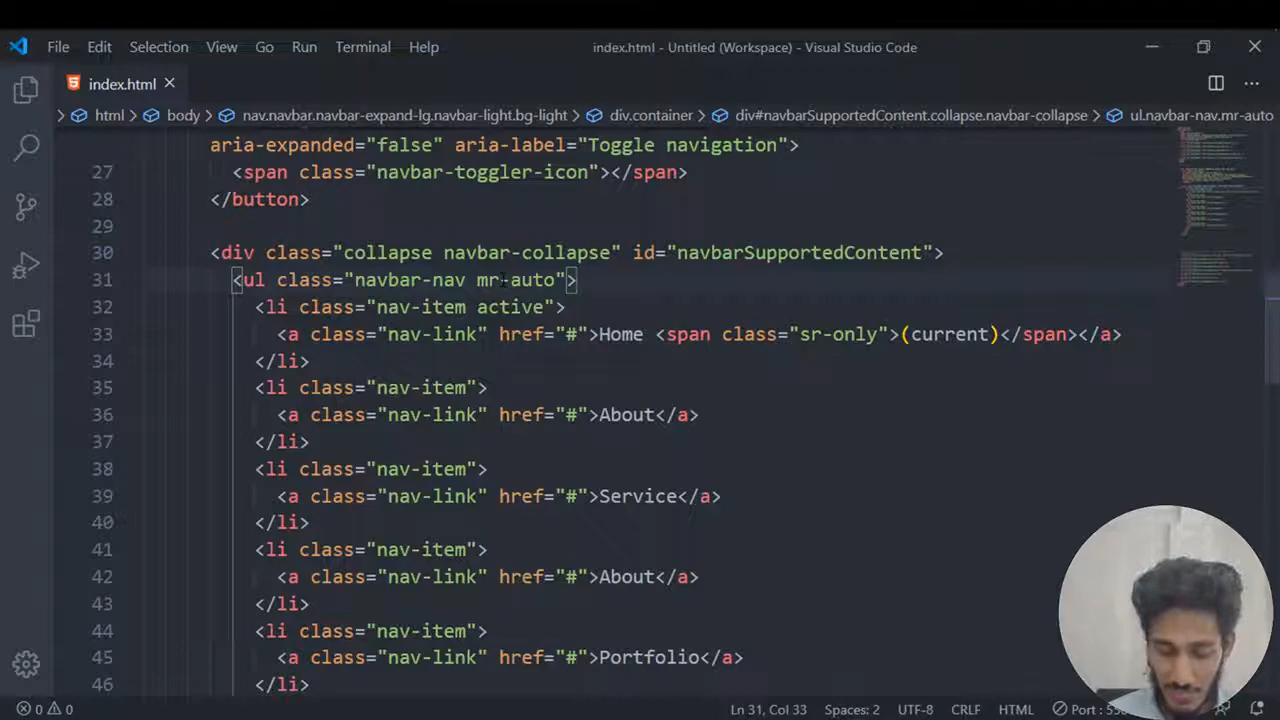 File Edit Selection View Go Run Terminal Help index.html - Untitled (Workspace) - Visual Studio Code
index.html
html body nav.navbar.navbar-expand-lg.navbar-light.bg-light div.container div#navbarSupportedContent.collapse.navbar-collapse ul.navbar-nav.mr-auto
aria-expanded="false" aria-label="Toggle navigation">
27 <span class="navbar-toggler-icon"></span>
28 </button>
29
30 <div class="collapse navbar-collapse" id="navbarSupportedContent">
31 <ul class="navbar-nav mr-auto">
32 <li class="nav-item active">
33 <a class="nav-link" href="#">Home <span class="sr-only">(current)</span></a>
34 </li>
35 <li class="nav-item">
36 <a class="nav-link" href="#">About</a>
37 </li>
38 <li class="nav-item">
39 <a class="nav-link" href="#">Service</a>
40 </li>
41 <li class="nav-item">
42 <a class="nav-link" href="#">About</a>
43 </li>
44 <li class="nav-item">
45 <a class="nav-link" href="#">Portfolio</a>
46 </li>
0 0 Ln 31, Col 33 Spaces: 2 UTF-8 CRLF HTML Port :